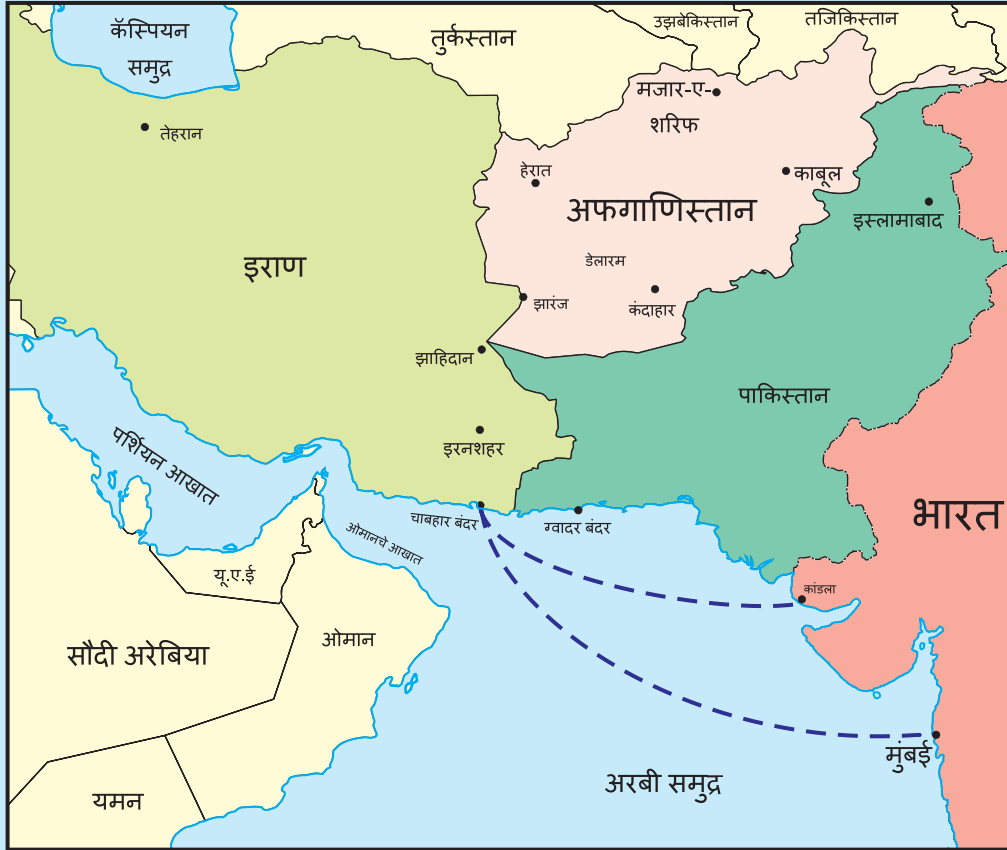 कॅस्पियन
समुद्र
तुर्कस्तान
उझबेकिस्तान
तजिकिस्तान
मजार-ए-
शरिफ
तेहरान
हेरात
काबूल
अफगाणिस्तान
इस्लामाबाद
इराण
डेलारम
झारंज
कंदाहार
झाहिदान
पाकिस्तान
पर्शियन आखात
इरनशहर
भारत
चाबहार बंदर
ग्वादर बंदर
ओमानचे आखात
यू.ए.ई
कांडला
ओमान
सौदी अरेबिया
मुंबई
अरबी समुद्र
यमन